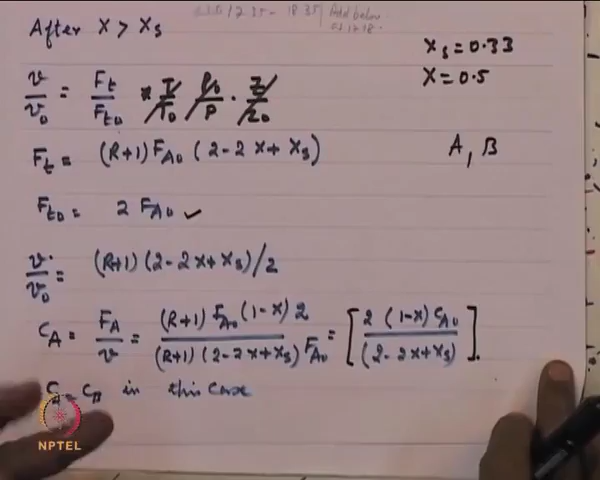 After X > Xs
Xs = 0.33
X = 0.5
v/v0 = Ft/Ft0 * T/T0 P0/P · Z/Z0
Ft = (R+1) FA0 (2-2X+Xs)
A, B
Ft0 = 2 FA0 ✓
v/v0 = (R+1) (2-2X+Xs)/2
CA = FA/v = (R+1) FA0 (1-X) 2 / (R+1) (2-2X+Xs) FA0 = [2 (1-X) CA0 / (2-2X+Xs)].
CA = CB in this case
NPTEL